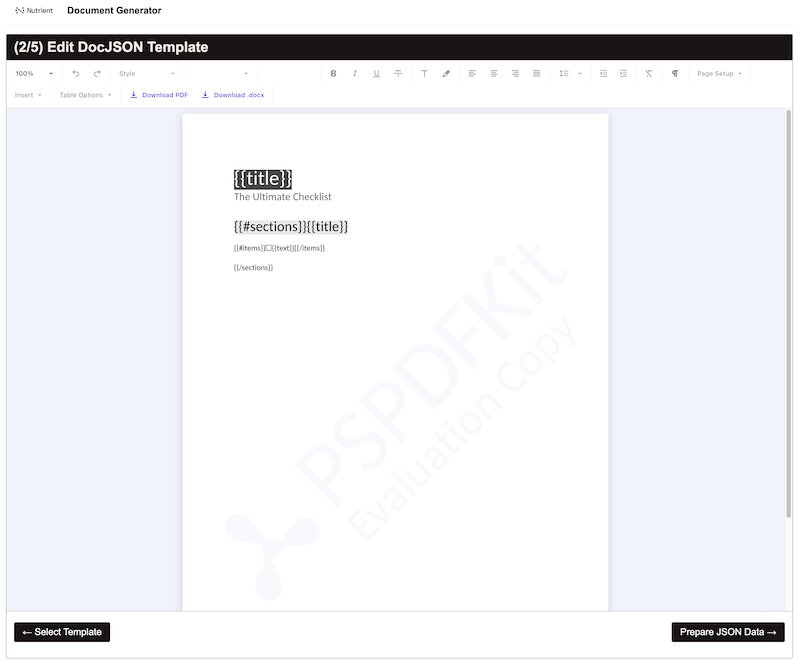 Nutrient Document Generator
(2/5) Edit DocJSON Template
100% Style B I U S T Page Setup
Insert Table Options Download PDF Download .docx
{{title}}
The Ultimate Checklist
{{#sections}}{{title}}
{{#items}}☐{{text}}{{/items}}
{{/sections}}
PSPDFKit
Evaluation Copy
← Select Template Prepare JSON Data →